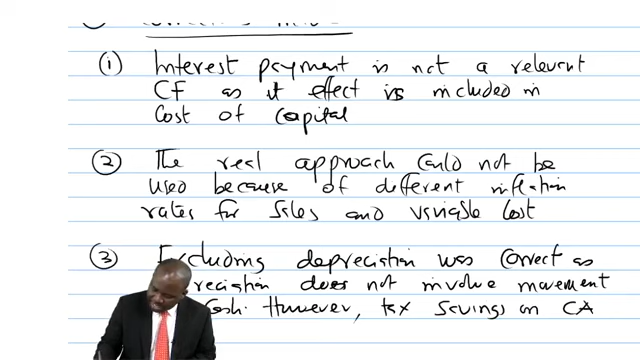 ① Interest payment is not a relevant
CF as it effect is included in
Cost of Capital
② The real approach could not be
used because of different inflation
rates for Sales and Variable Cost
③ Excluding depreciation was correct as
does not involve movement
However, tax savings on CA